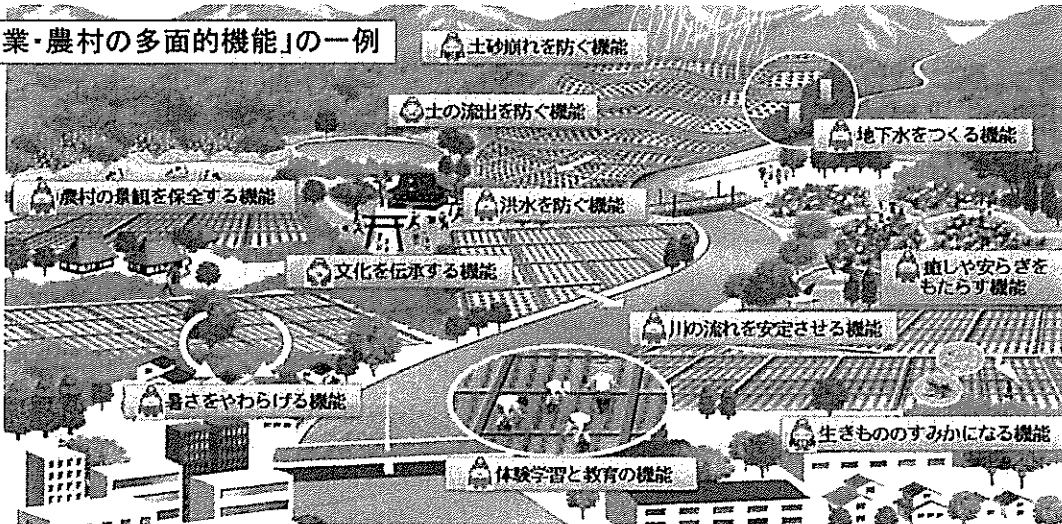 業・農村の多面的機能」の一例
土砂崩れを防ぐ機能
土の流出を防ぐ機能
地下水をつくる機能
農村の景観を保全する機能
洪水を防ぐ機能
文化を伝承する機能
癒しや安らぎを
もたらす機能
川の流れを安定させる機能
暑さをやわらげる機能
生きもののすみかになる機能
体験学習と教育の機能